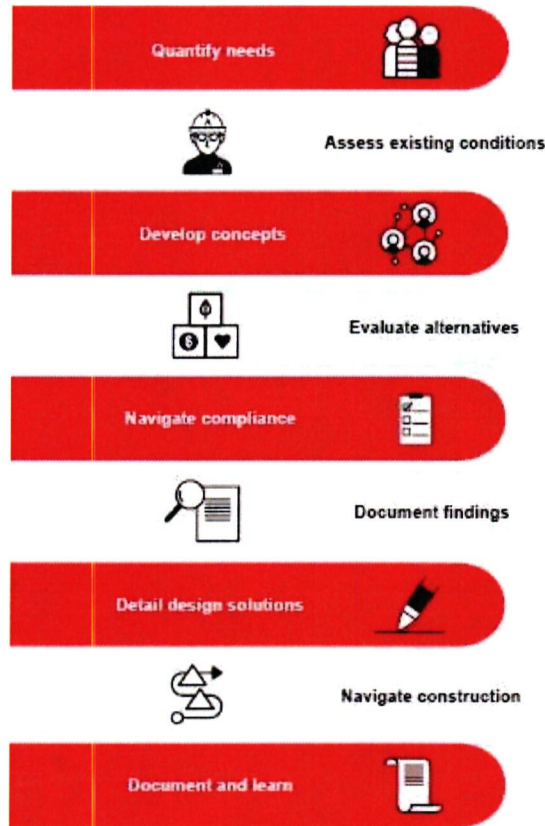 Quantify needs
Assess existing conditions
Develop concepts
Evaluate alternatives
Navigate compliance
Document findings
Detail design solutions
Navigate construction
Document and learn